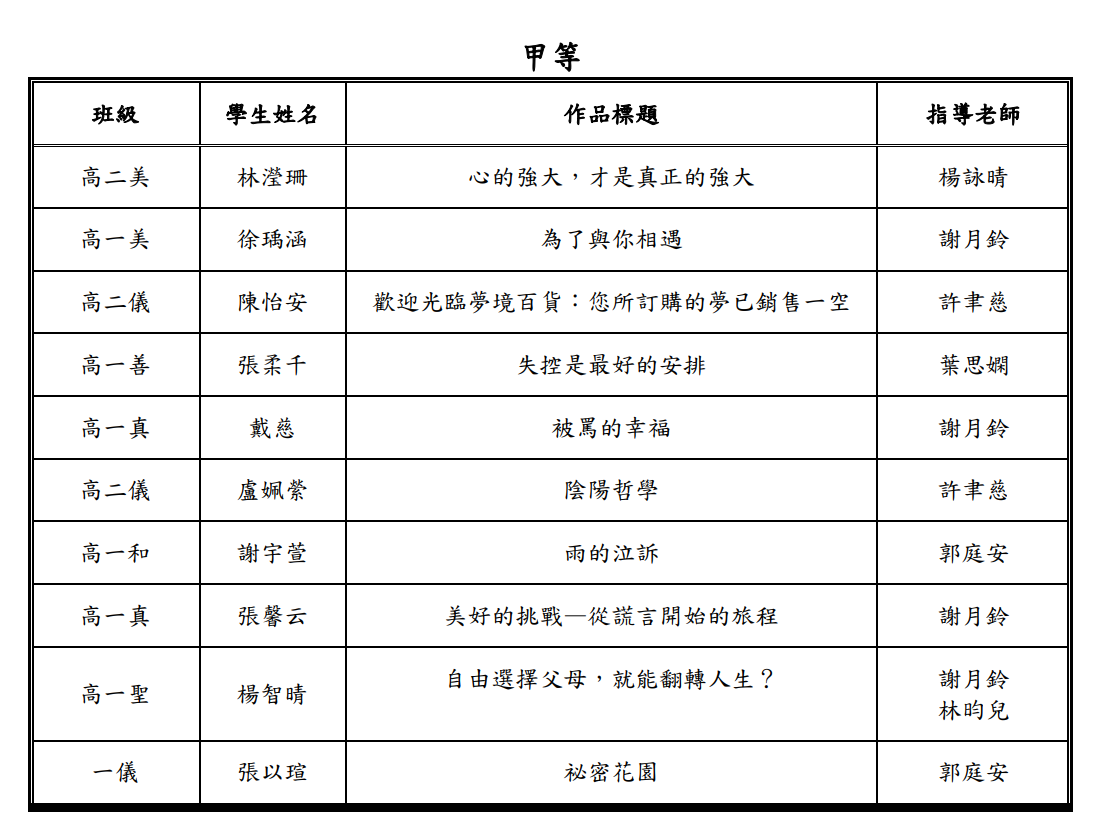 甲等
班級 學生姓名 作品標題 指導老師
高二美 林瀅珊 心的強大，才是真正的強大 楊詠晴
高一美 徐瑀涵 為了與你相遇 謝月鈴
高二儀 陳怡安 歡迎光臨夢境百貨：您所訂購的夢已銷售一空 許聿慈
高一善 張柔千 失控是最好的安排 葉思嫻
高一真 戴慈 被罵的幸福 謝月鈴
高二儀 盧姵縈 陰陽哲學 許聿慈
高一和 謝宇萱 雨的泣訴 郭庭安
高一真 張馨云 美好的挑戰—從謊言開始的旅程 謝月鈴
高一聖 楊智晴 自由選擇父母，就能翻轉人生？ 謝月鈴
林昀兒
一儀 張以瑄 祕密花園 郭庭安